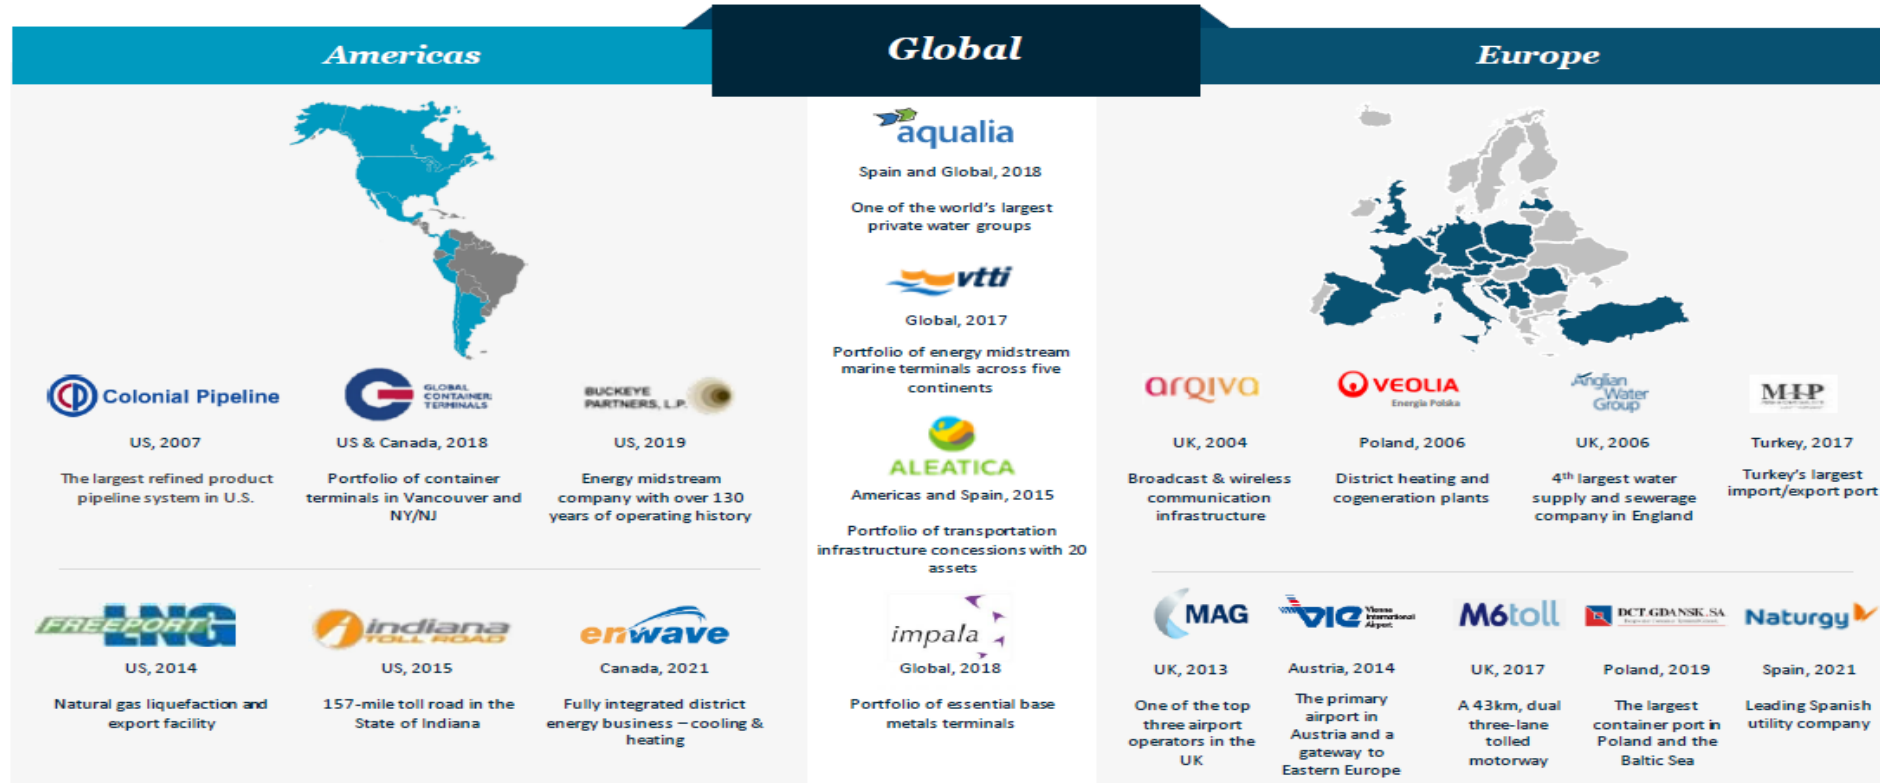 Americas
Global
Europe
Colonial Pipeline
US, 2007
The largest refined product
pipeline system in U.S.
GLOBAL
CONTAINER
TERMINALS
US & Canada, 2018
Portfolio of container
terminals in Vancouver and
NY/NJ
BUCKEYE
PARTNERS, L.P.
US, 2019
Energy midstream
company with over 130
years of operating history
FREEPORT LNG
US, 2014
Natural gas liquefaction and
export facility
indiana
TOLL ROAD
US, 2015
157-mile toll road in the
State of Indiana
enwave
Canada, 2021
Fully integrated district
energy business – cooling &
heating
aqualia
Spain and Global, 2018
One of the world's largest
private water groups
vtti
Global, 2017
Portfolio of energy midstream
marine terminals across five
continents
ALEATICA
Americas and Spain, 2015
Portfolio of transportation
infrastructure concessions with 20
assets
impala
Global, 2018
Portfolio of essential base
metals terminals
arqiva
UK, 2004
Broadcast & wireless
communication
infrastructure
VEOLIA
Energia Polska
Poland, 2006
District heating and
cogeneration plants
Anglian
Water
Group
UK, 2006
4th largest water
supply and sewerage
company in England
MIP
Turkey, 2017
Turkey's largest
import/export port
MAG
UK, 2013
One of the top
three airport
operators in the
UK
VIE
Vienna
International
Airport
Austria, 2014
The primary
airport in
Austria and a
gateway to
Eastern Europe
M6toll
UK, 2017
A 43km, dual
three-lane
tolled
motorway
DCT GDANSK SA
Poland, 2019
The largest
container port in
Poland and the
Baltic Sea
Naturgy
Spain, 2021
Leading Spanish
utility company